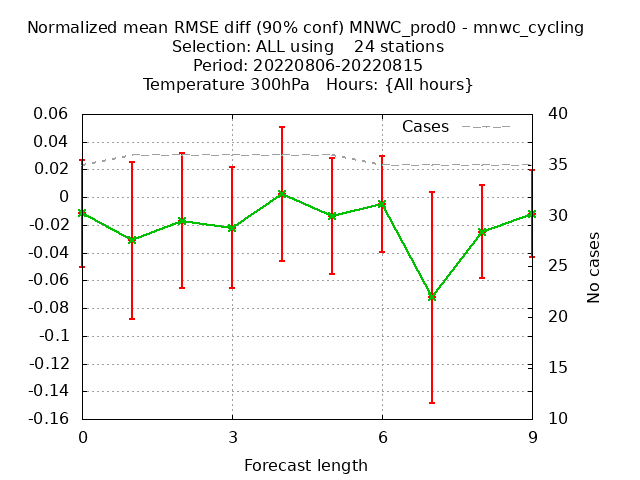 Normalized mean RMSE diff (90% conf) MNWC_prod0 - mnwc_cycling
Selection: ALL using    24 stations
Period: 20220806-20220815
Temperature 300hPa   Hours: {All hours}
Cases
0.06
0.04
0.02
0
-0.02
-0.04
-0.06
-0.08
-0.1
-0.12
-0.14
-0.16
40
35
30
25
20
15
10
No cases
0 3 6 9
Forecast length